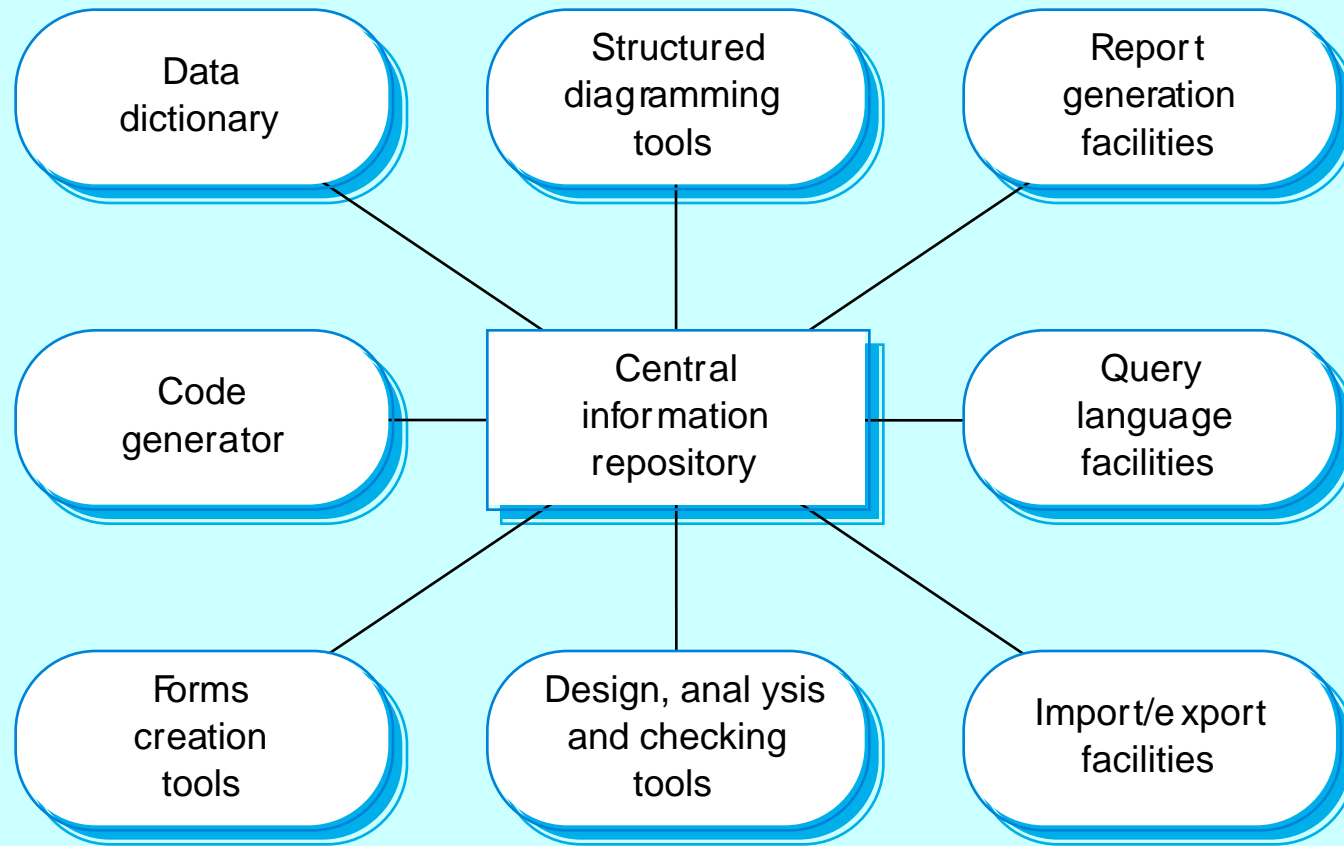 Data
dictionary
Structured
diagramming
tools
Report
generation
facilities
Code
generator
Central
information
repository
Query
language
facilities
Forms
creation
tools
Design, analysis
and checking
tools
Import/export
facilities